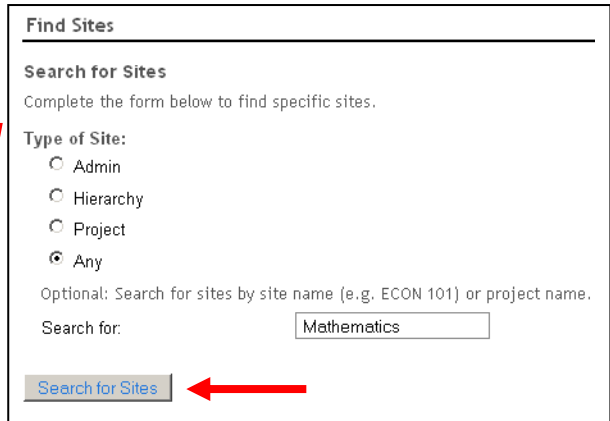 Find Sites
Search for Sites
Complete the form below to find specific sites.
Type of Site:
Admin
Hierarchy
Project
Any
Optional: Search for sites by site name (e.g. ECON 101) or project name.
Search for: Mathematics
Search for Sites